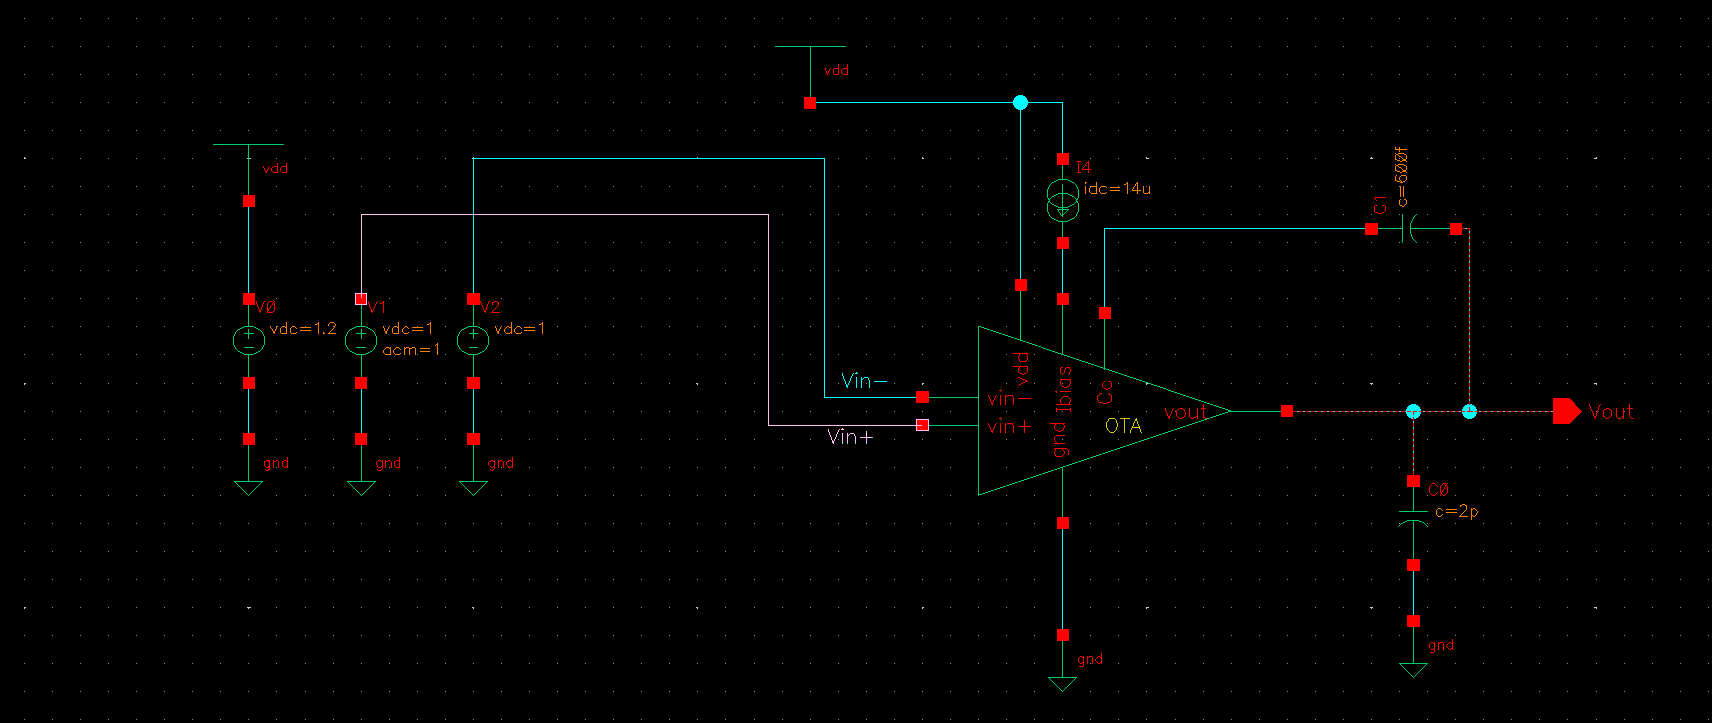 vdd
vdd
I4
idc=14u
c=600f
C1
V0
vdc=1.2
V1
vdc=1
acm=1
V2
vdc=1
Vin-
Vin+
vin-
vin+
vdd
Ibias
Cc
gnd
OTA
vout
Vout
gnd
gnd
gnd
C0
c=2p
gnd
gnd